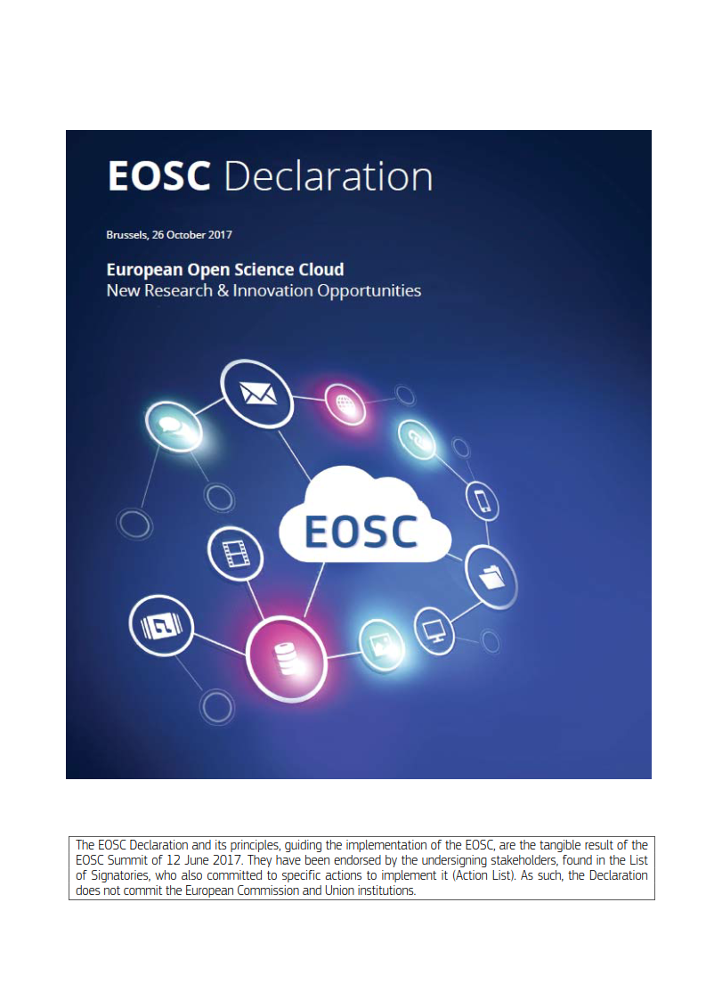 EOSC Declaration
Brussels, 26 October 2017
European Open Science Cloud
New Research & Innovation Opportunities
EOSC
The EOSC Declaration and its principles, guiding the implementation of the EOSC, are the tangible result of the
EOSC Summit of 12 June 2017. They have been endorsed by the undersigning stakeholders, found in the List
of Signatories, who also committed to specific actions to implement it (Action List). As such, the Declaration
does not commit the European Commission and Union institutions.